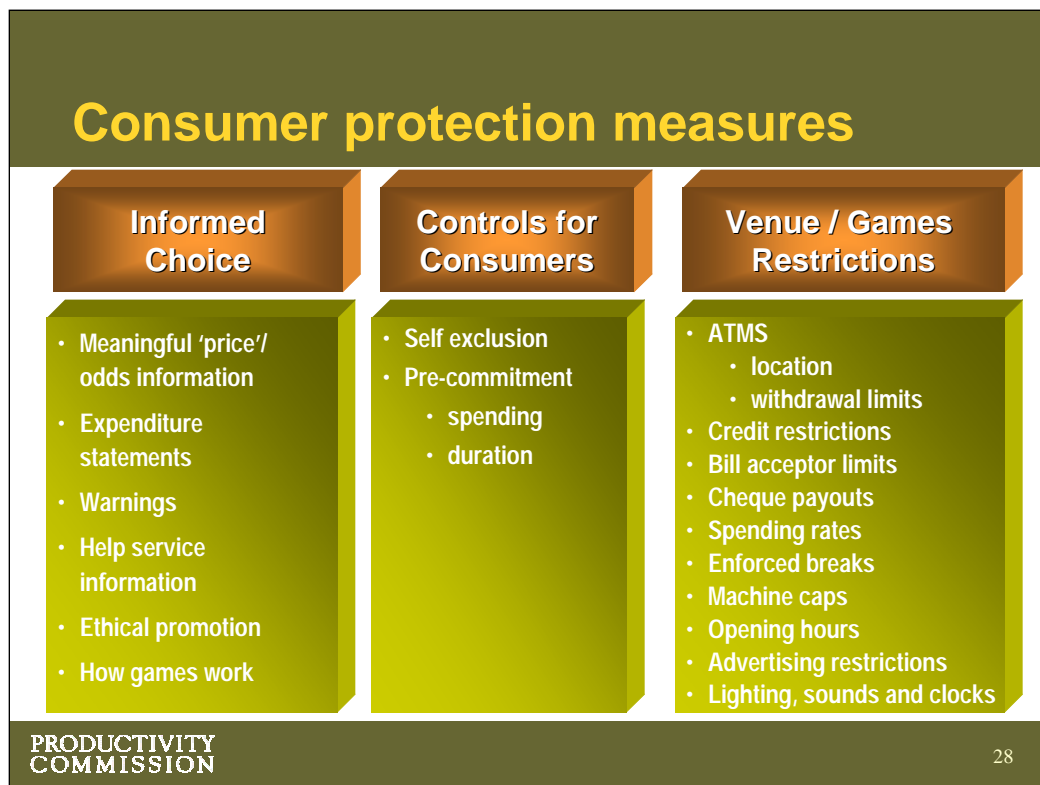 Consumer protection measures
Informed
Choice
• Meaningful ‘price’/
odds information
• Expenditure
statements
• Warnings
• Help service
information
• Ethical promotion
• How games work
Controls for
Consumers
• Self exclusion
• Pre-commitment
• spending
• duration
Venue / Games
Restrictions
• ATMS
• location
• withdrawal limits
• Credit restrictions
• Bill acceptor limits
• Cheque payouts
• Spending rates
• Enforced breaks
• Machine caps
• Opening hours
• Advertising restrictions
• Lighting, sounds and clocks
PRODUCTIVITY
COMMISSION
28